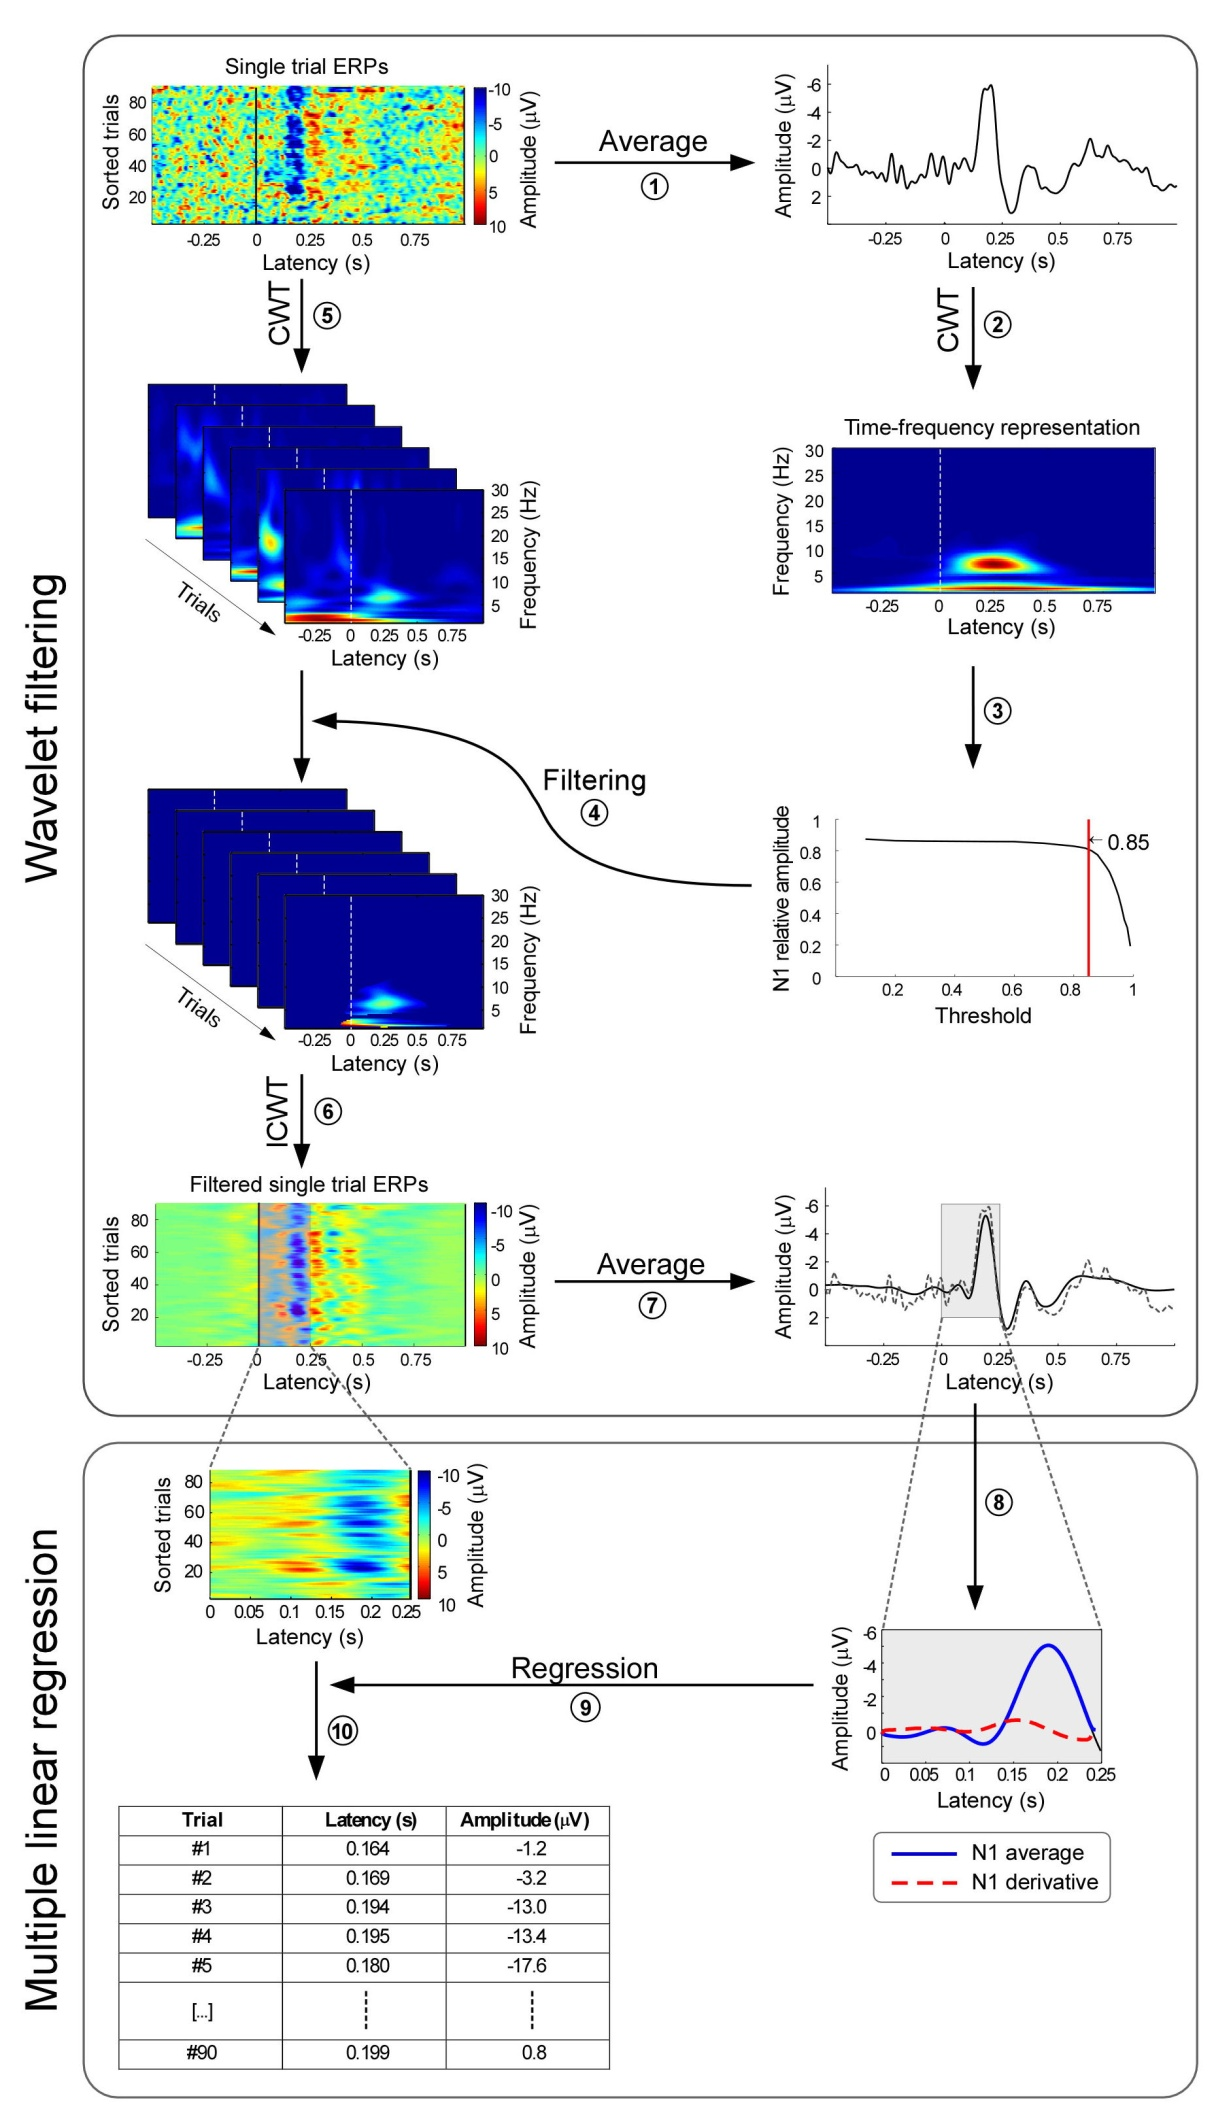 Wavelet filtering
Single trial ERPs
Sorted trials
80
60
40
20
-0.25 0 0.25 0.5 0.75
Latency (s)
-10
-5
0
5
10
Amplitude (µV)
Average
①
Amplitude (µV)
-6
-4
-2
0
2
-0.25 0 0.25 0.5 0.75
Latency (s)
CWT ⑤
CWT ②
Trials
30
25
20
15
10
5
Frequency (Hz)
-0.25 0 0.25 0.5 0.75
Latency (s)
Time-frequency representation
Frequency (Hz)
30
25
20
15
10
5
-0.25 0 0.25 0.5 0.75
Latency (s)
③
Filtering
④
N1 relative amplitude
1
0.8
0.6
0.4
0.2
0
0.85
0.2 0.4 0.6 0.8 1
Threshold
Trials
30
25
20
15
10
5
Frequency (Hz)
-0.25 0 0.25 0.5 0.75
Latency (s)
ICWT ⑥
Filtered single trial ERPs
Sorted trials
80
60
40
20
-0.25 0 0.25 0.5 0.75
Latency (s)
-10
-5
0
5
10
Amplitude (µV)
Average
⑦
Amplitude (µV)
-6
-4
-2
0
2
-0.25 0 0.25 0.5 0.75
Latency (s)
Multiple linear regression
Sorted trials
80
60
40
20
0 0.05 0.1 0.15 0.2 0.25
Latency (s)
-10
-5
0
5
10
Amplitude (µV)
⑧
Amplitude (µV)
-6
-4
-2
0
0 0.05 0.1 0.15 0.2 0.25
Latency (s)
N1 average
N1 derivative
Regression
⑨
⑩
Trial Latency (s) Amplitude (µV)
#1 0.164 -1.2
#2 0.169 -3.2
#3 0.194 -13.0
#4 0.195 -13.4
#5 0.180 -17.6
[...]
#90 0.199 0.8